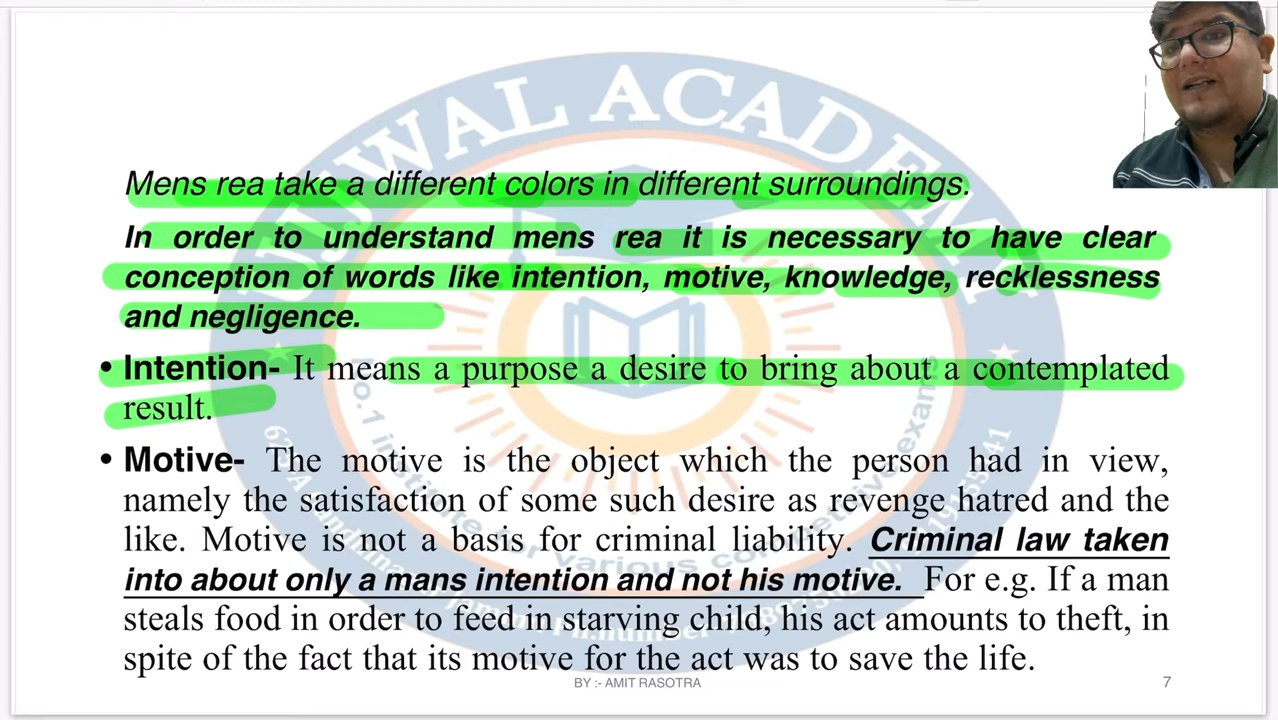 UJJWAL ACADEMY
Mens rea take a different colors in different surroundings.
In order to understand mens rea it is necessary to have clear
conception of words like intention, motive, knowledge, recklessness
and negligence.
• Intention- It means a purpose a desire to bring about a contemplated
result.
• Motive- The motive is the object which the person had in view,
namely the satisfaction of some such desire as revenge hatred and the
like. Motive is not a basis for criminal liability. Criminal law taken
into about only a mans intention and not his motive. For e.g. If a man
steals food in order to feed in starving child, his act amounts to theft, in
spite of the fact that its motive for the act was to save the life.
BY :- AMIT RASOTRA
7